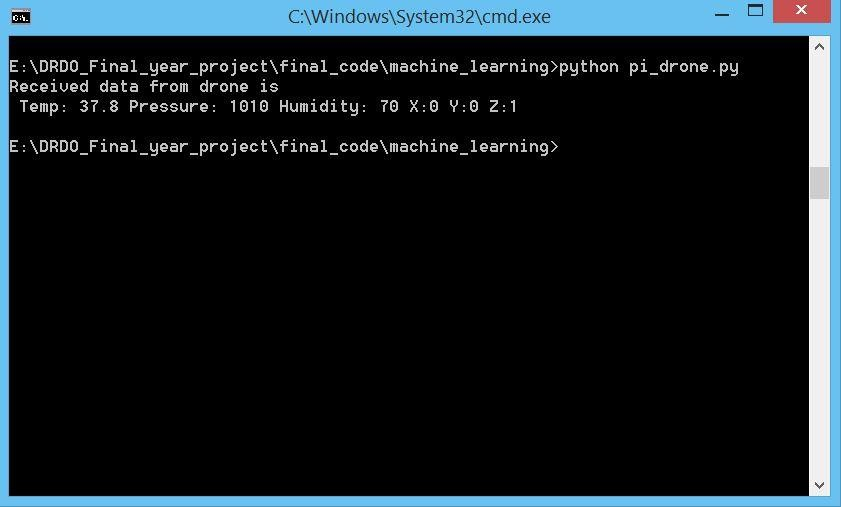 C:\Windows\System32\cmd.exe
E:\DRDO_Final_year_project\final_code\machine_learning>python pi_drone.py
Received data from drone is
Temp: 37.8 Pressure: 1010 Humidity: 70 X:0 Y:0 Z:1
E:\DRDO_Final_year_project\final_code\machine_learning>